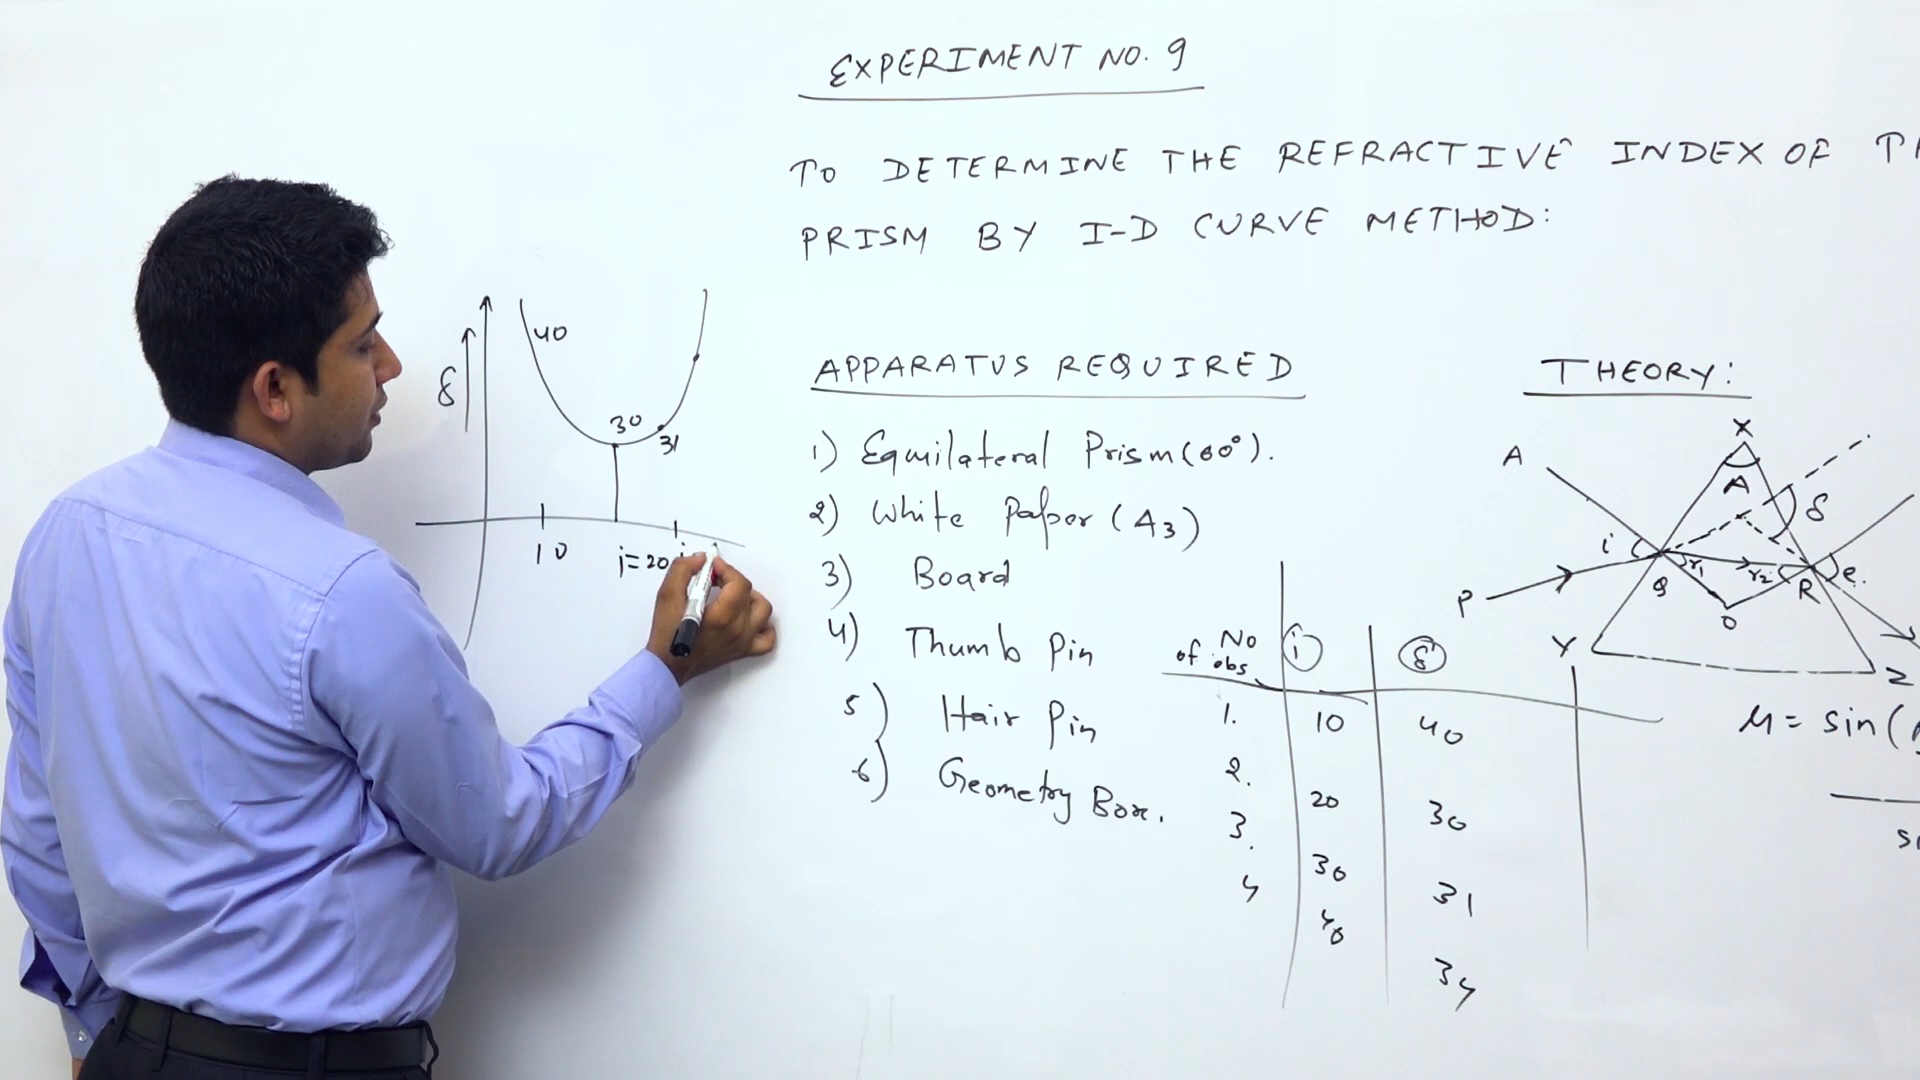 EXPERIMENT NO. 9
TO DETERMINE THE REFRACTIVE INDEX OF
PRISM BY I-D CURVE METHOD:
δ
40
30
31
10
i=20
APPARATUS REQUIRED
1) Equilateral Prism (60°).
2) White Paper (A3)
3) Board
4) Thumb Pin
5) Hair Pin
6) Geometry Box.
No of obs
i
δ
1.
10
40
2.
20
30
3.
30
31
4
40
34
THEORY:
X
A
A
δ
i
r1
r2
e.
P
Q
R
O
Y
Z
μ = sin(